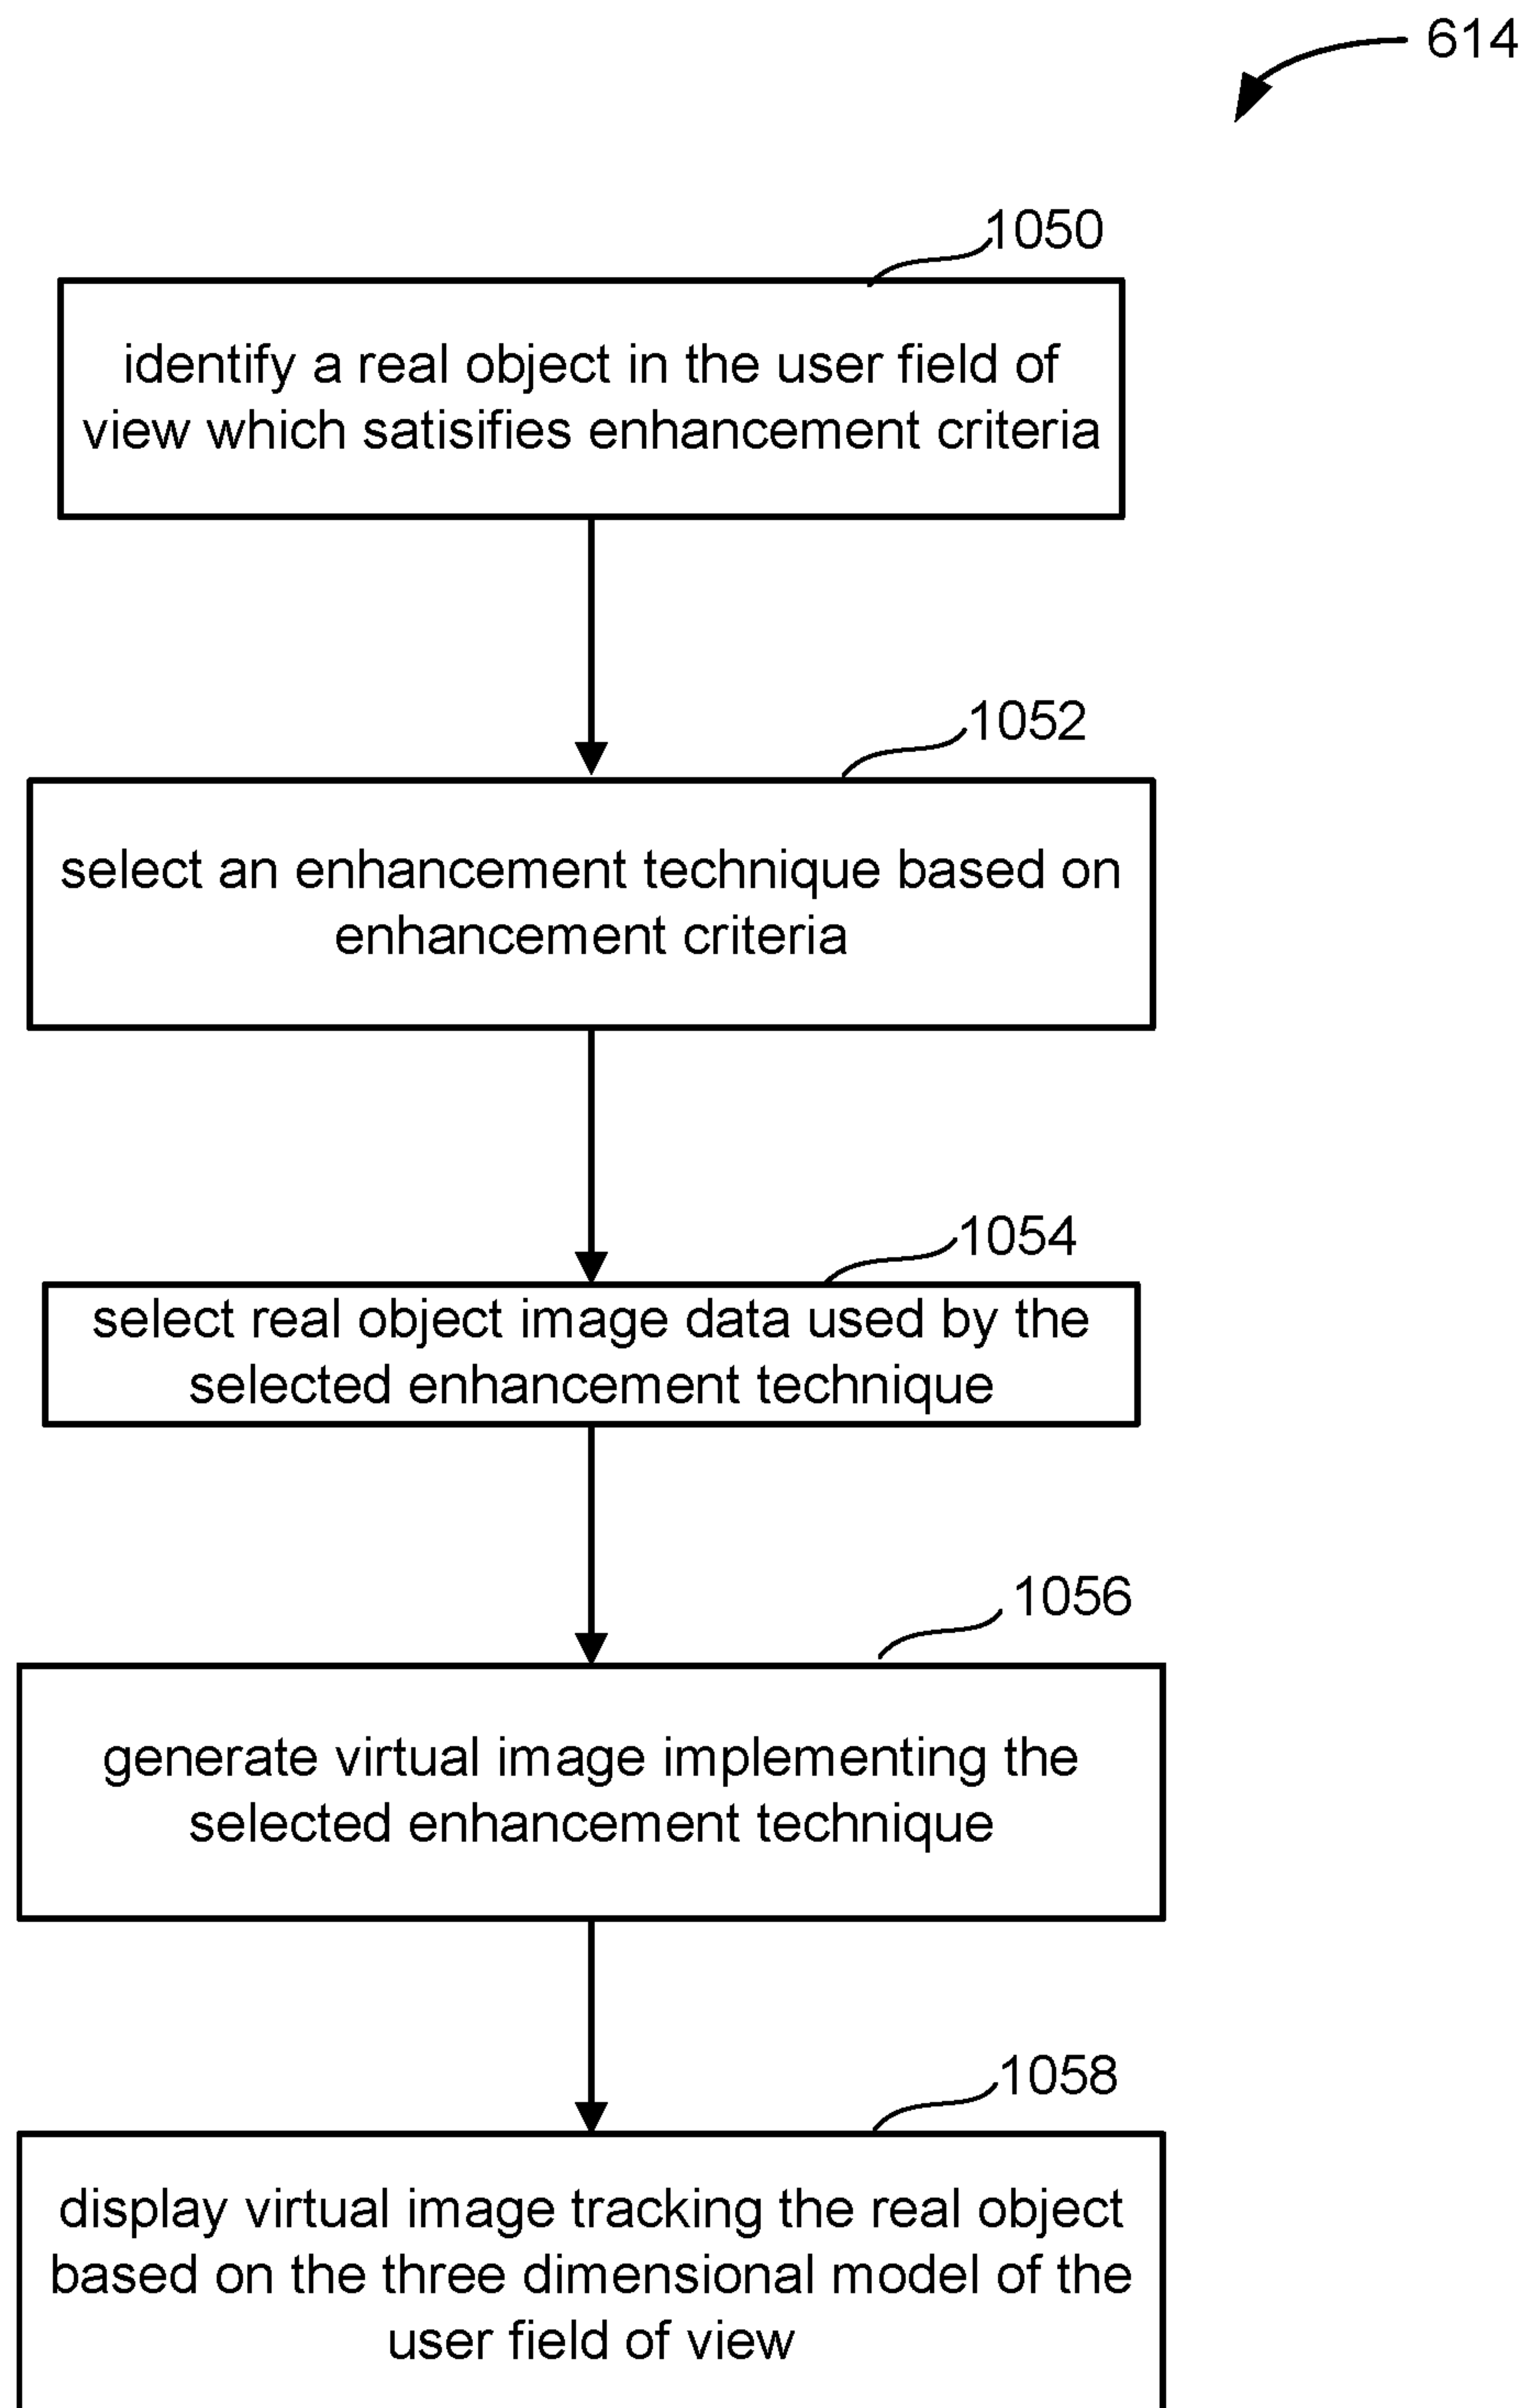 614
1050
identify a real object in the user field of
view which satisifies enhancement criteria
1052
select an enhancement technique based on
enhancement criteria
1054
select real object image data used by the
selected enhancement technique
1056
generate virtual image implementing the
selected enhancement technique
1058
display virtual image tracking the real object
based on the three dimensional model of the
user field of view